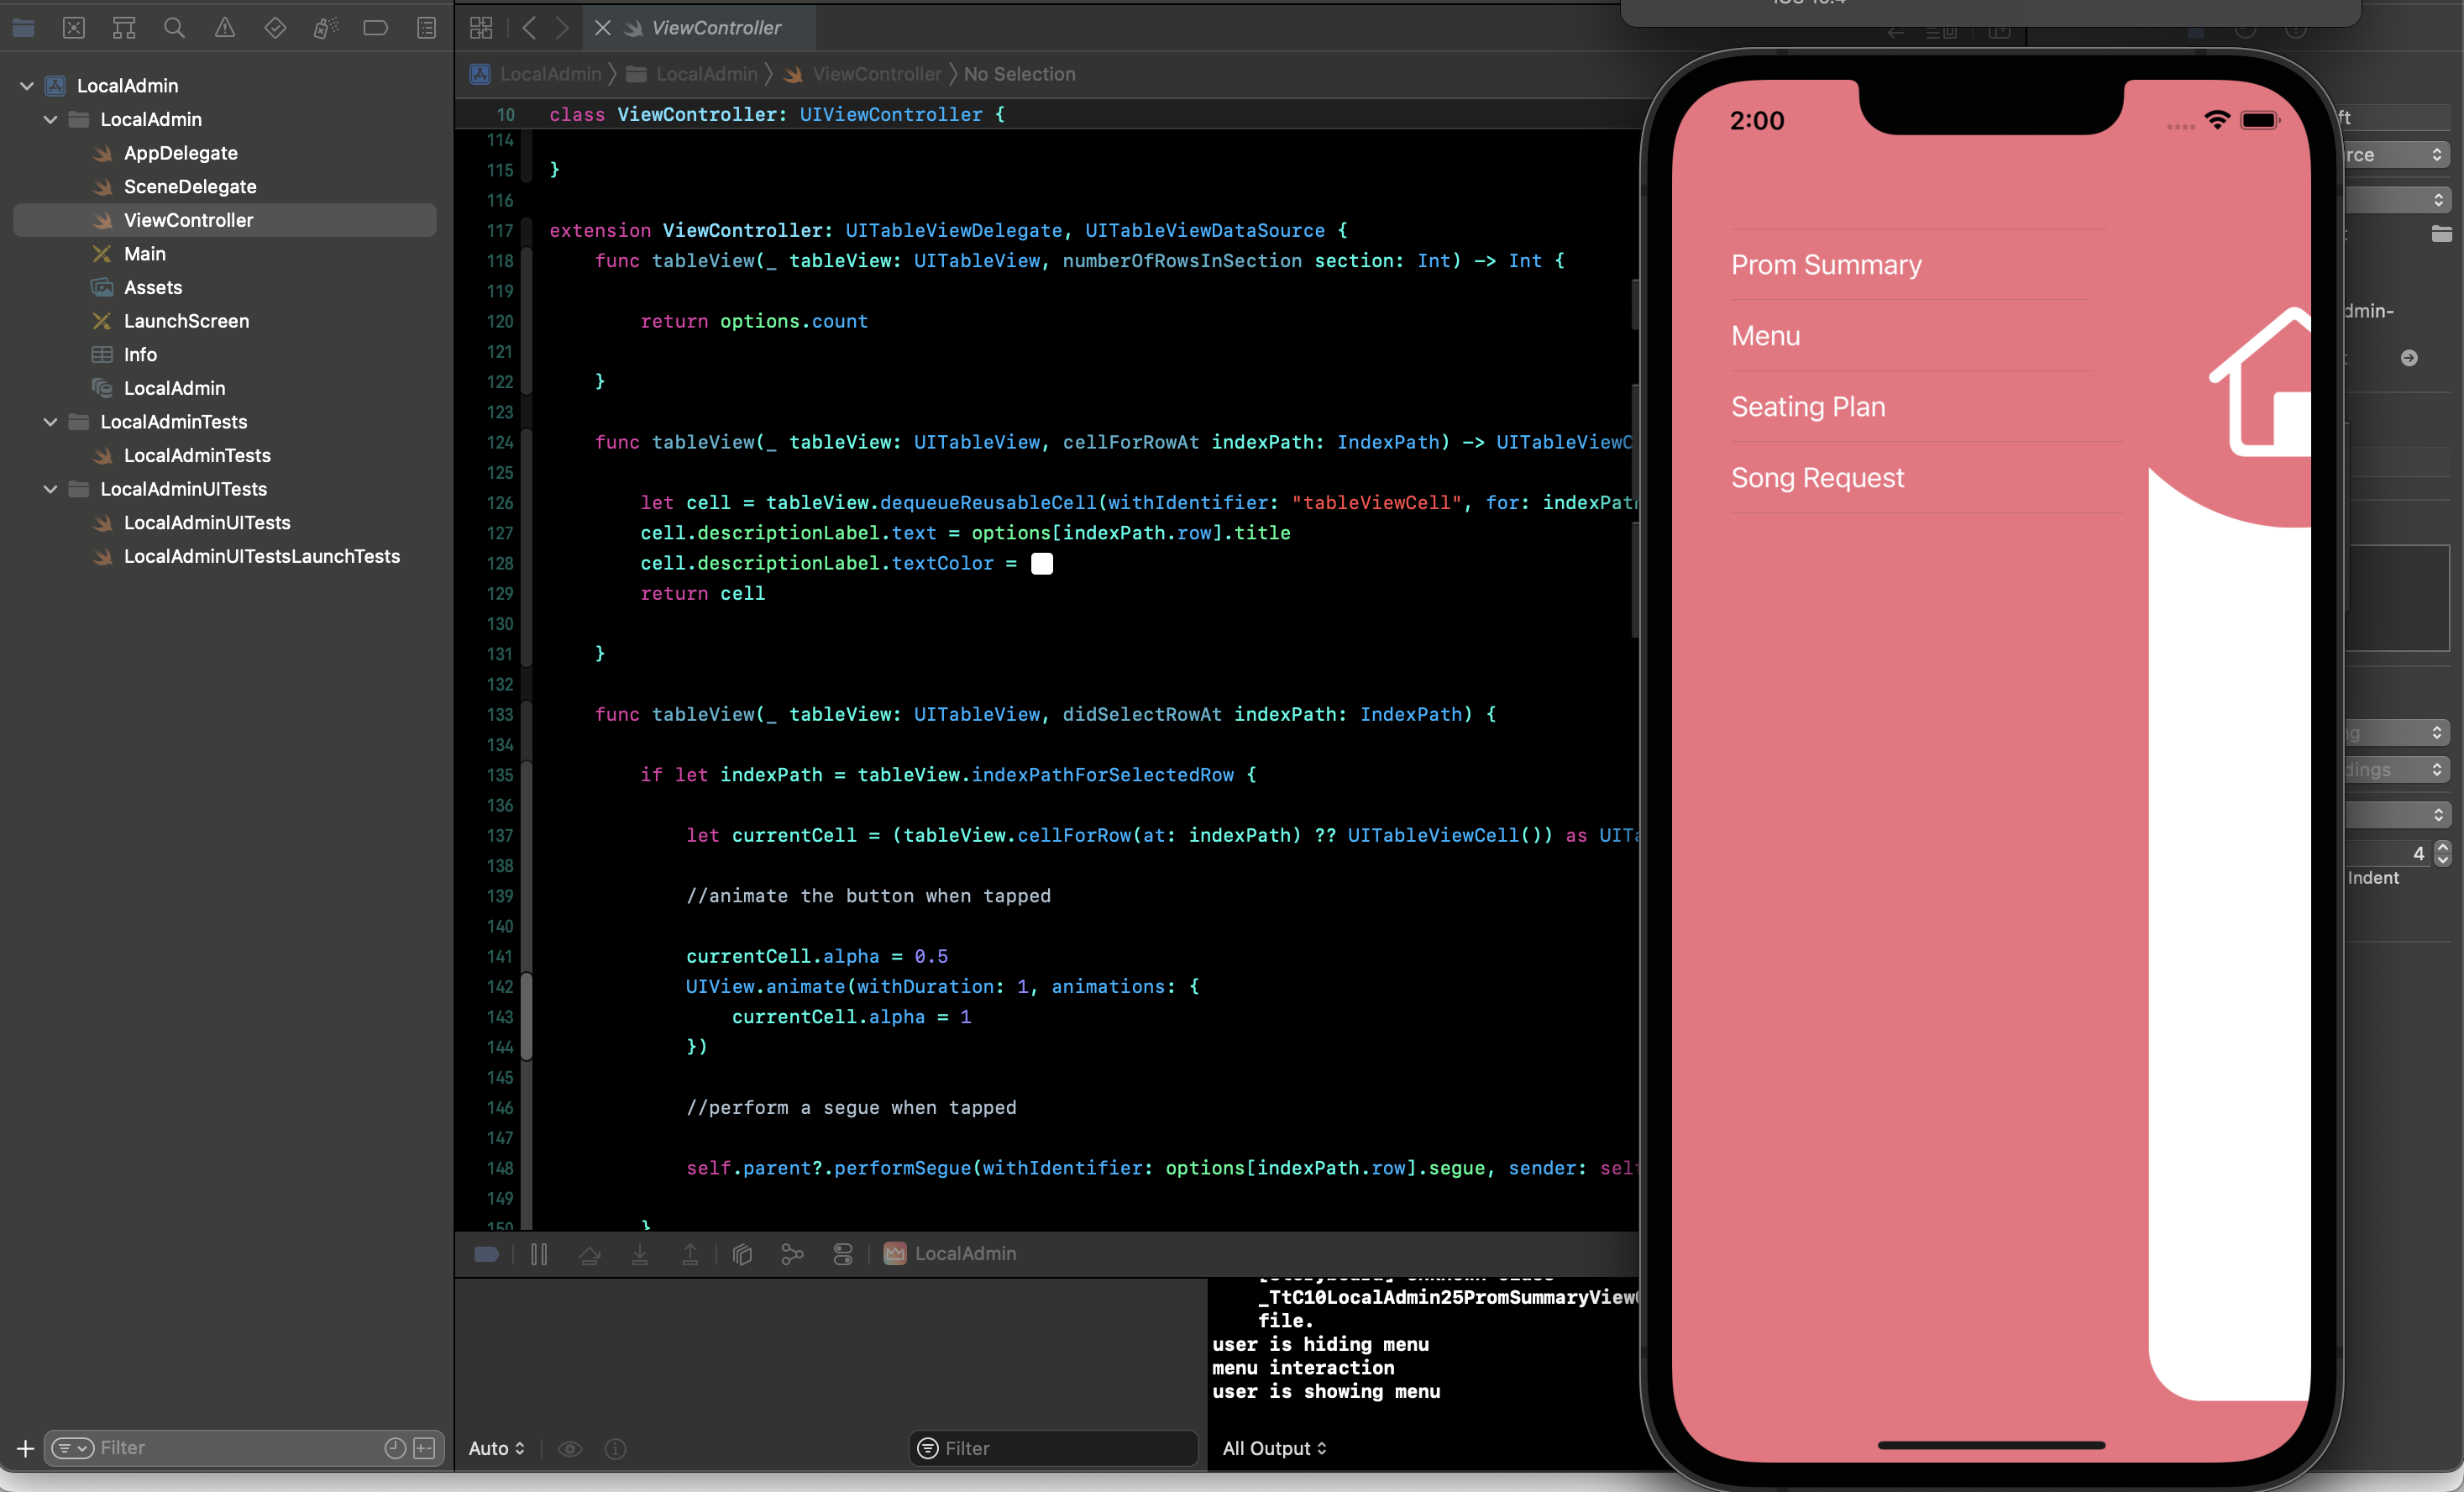 ViewController
LocalAdmin
LocalAdmin
AppDelegate
SceneDelegate
ViewController
Main
Assets
LaunchScreen
Info
LocalAdmin
LocalAdminTests
LocalAdminTests
LocalAdminUITests
LocalAdminUITests
LocalAdminUITestsLaunchTests
Filter
LocalAdmin LocalAdmin ViewController No Selection
10 class ViewController: UIViewController {
114
115 }
116
117 extension ViewController: UITableViewDelegate, UITableViewDataSource {
118 func tableView(_ tableView: UITableView, numberOfRowsInSection section: Int) -> Int {
119
120 return options.count
121
122 }
123
124 func tableView(_ tableView: UITableView, cellForRowAt indexPath: IndexPath) -> UITableViewC
125
126 let cell = tableView.dequeueReusableCell(withIdentifier: "tableViewCell", for: indexPat
127 cell.descriptionLabel.text = options[indexPath.row].title
128 cell.descriptionLabel.textColor =
129 return cell
130
131 }
132
133 func tableView(_ tableView: UITableView, didSelectRowAt indexPath: IndexPath) {
134
135 if let indexPath = tableView.indexPathForSelectedRow {
136
137 let currentCell = (tableView.cellForRow(at: indexPath) ?? UITableViewCell()) as UITa
138
139 //animate the button when tapped
140
141 currentCell.alpha = 0.5
142 UIView.animate(withDuration: 1, animations: {
143 currentCell.alpha = 1
144 })
145
146 //perform a segue when tapped
147
148 self.parent?.performSegue(withIdentifier: options[indexPath.row].segue, sender: sel
149
150 }
LocalAdmin
_TtC10LocalAdmin25PromSummaryView
file.
user is hiding menu
menu interaction
user is showing menu
Auto
Filter
All Output
2:00
Prom Summary
Menu
Seating Plan
Song Request
ft
rce
dmin-
ng
dings
4
Indent